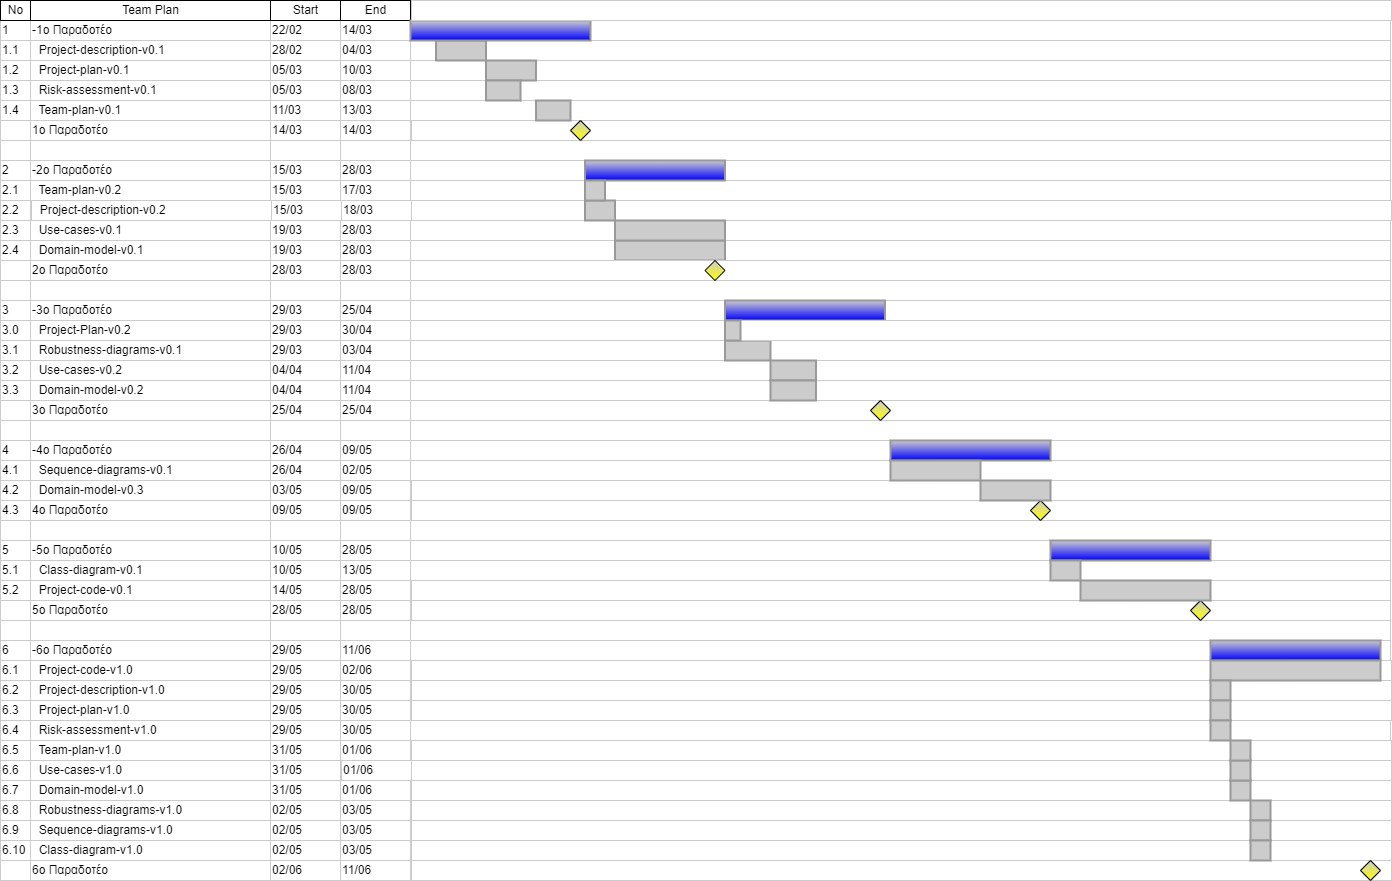 No Team Plan Start End
1 -1ο Παραδοτέο 22/02 14/03
1.1 Project-description-v0.1 28/02 04/03
1.2 Project-plan-v0.1 05/03 10/03
1.3 Risk-assessment-v0.1 05/03 08/03
1.4 Team-plan-v0.1 11/03 13/03
1ο Παραδοτέο 14/03 14/03
2 -2ο Παραδοτέο 15/03 28/03
2.1 Team-plan-v0.2 15/03 17/03
2.2 Project-description-v0.2 15/03 18/03
2.3 Use-cases-v0.1 19/03 28/03
2.4 Domain-model-v0.1 19/03 28/03
2ο Παραδοτέο 28/03 28/03
3 -3ο Παραδοτέο 29/03 25/04
3.0 Project-Plan-v0.2 29/03 30/04
3.1 Robustness-diagrams-v0.1 29/03 03/04
3.2 Use-cases-v0.2 04/04 11/04
3.3 Domain-model-v0.2 04/04 11/04
3ο Παραδοτέο 25/04 25/04
4 -4ο Παραδοτέο 26/04 09/05
4.1 Sequence-diagrams-v0.1 26/04 02/05
4.2 Domain-model-v0.3 03/05 09/05
4.3 4ο Παραδοτέο 09/05 09/05
5 -5ο Παραδοτέο 10/05 28/05
5.1 Class-diagram-v0.1 10/05 13/05
5.2 Project-code-v0.1 14/05 28/05
5ο Παραδοτέο 28/05 28/05
6 -6ο Παραδοτέο 29/05 11/06
6.1 Project-code-v1.0 29/05 02/06
6.2 Project-description-v1.0 29/05 30/05
6.3 Project-plan-v1.0 29/05 30/05
6.4 Risk-assessment-v1.0 29/05 30/05
6.5 Team-plan-v1.0 31/05 01/06
6.6 Use-cases-v1.0 31/05 01/06
6.7 Domain-model-v1.0 31/05 01/06
6.8 Robustness-diagrams-v1.0 02/05 03/05
6.9 Sequence-diagrams-v1.0 02/05 03/05
6.10 Class-diagram-v1.0 02/05 03/05
6ο Παραδοτέο 02/06 11/06